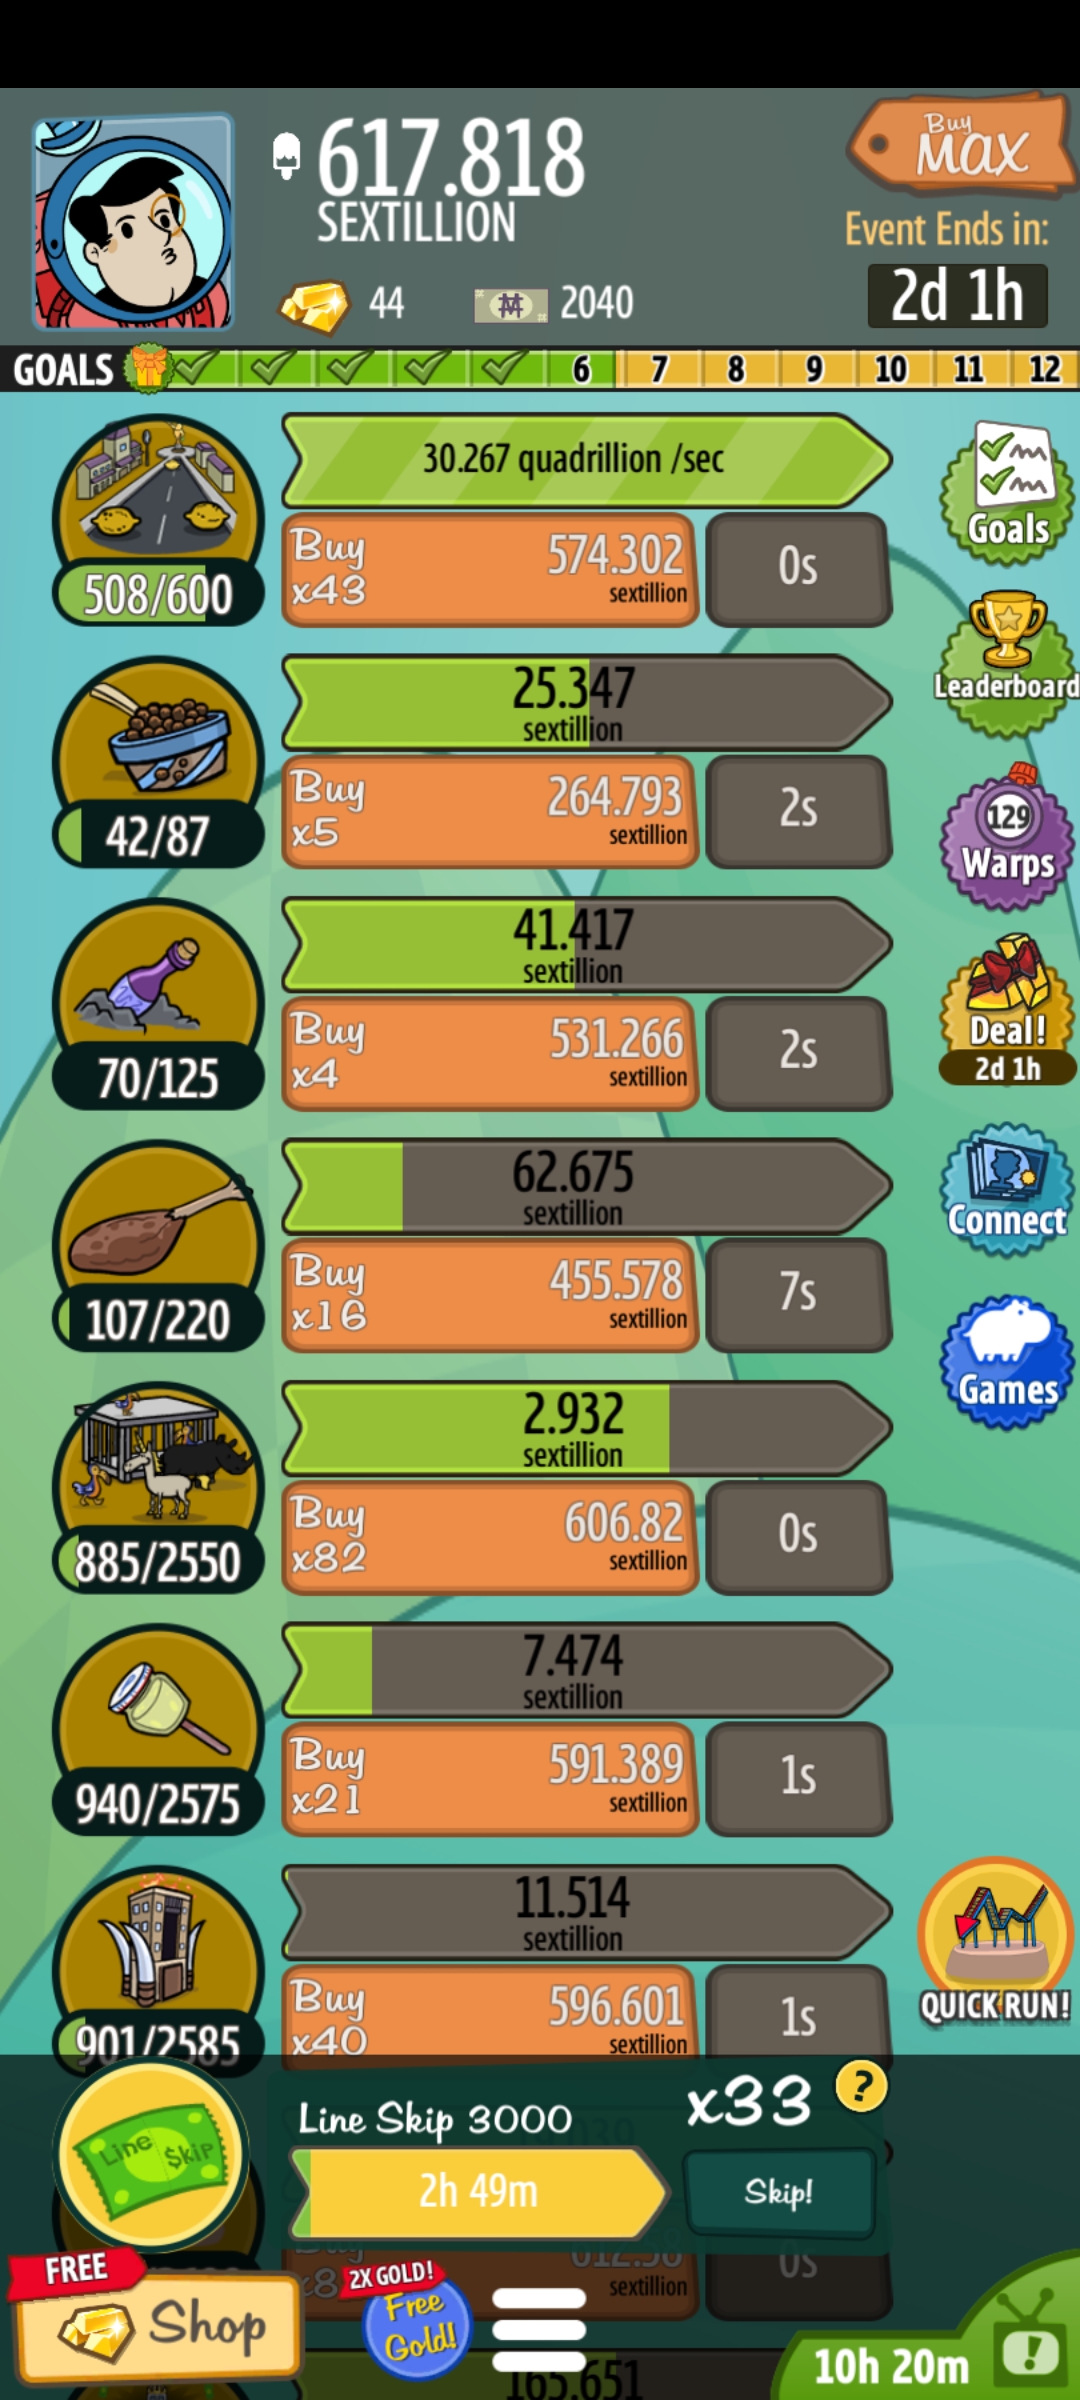 617.818
SEXTILLION
Buy
MAX
Event Ends in:
2d 1h
44
2040
GOALS
6 7 8 9 10 11 12
30.267 quadrillion /sec
Buy
x43
574.302
sextillion
0s
508/600
Goals
25.347
sextillion
Leaderboard
Buy
x5
264.793
sextillion
2s
42/87
129
Warps
41.417
sextillion
Buy
x4
531.266
sextillion
2s
70/125
Deal!
2d 1h
62.675
sextillion
Connect
Buy
x16
455.578
sextillion
7s
107/220
Games
2.932
sextillion
Buy
x82
606.82
sextillion
0s
885/2550
7.474
sextillion
Buy
x21
591.389
sextillion
1s
940/2575
11.514
sextillion
Buy
x40
596.601
sextillion
1s
901/2585
QUICK RUN!
Line Skip
Line Skip 3000
x33
?
2h 49m
Skip!
Buy
x8
612.58
sextillion
0s
FREE
Shop
2X GOLD!
Free
Gold!
165.651
10h 20m
!